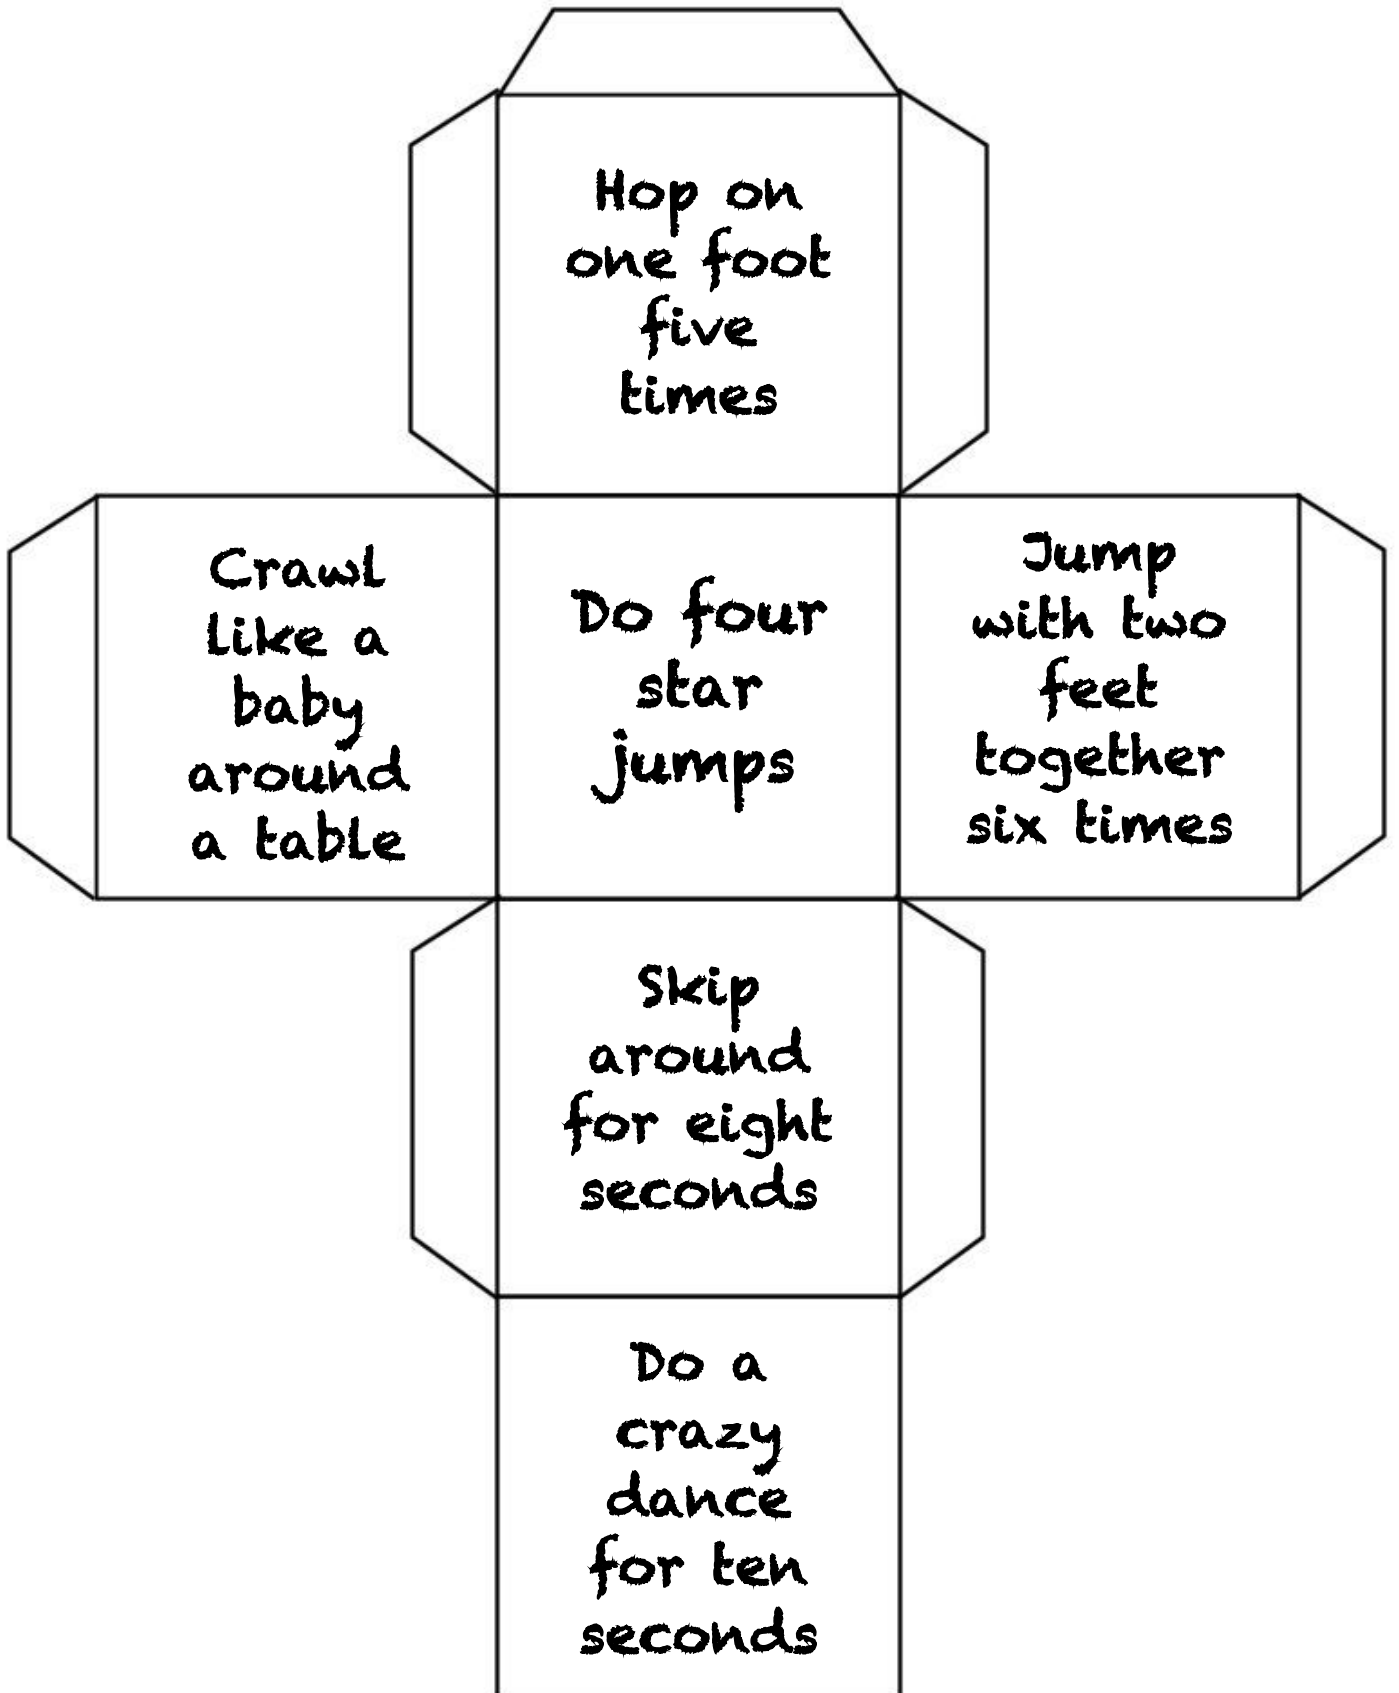 Hop on
one foot
five
times
Crawl
like a
baby
around
a table
Do four
star
jumps
Jump
with two
feet
together
six times
Skip
around
for eight
seconds
Do a
crazy
dance
for ten
seconds